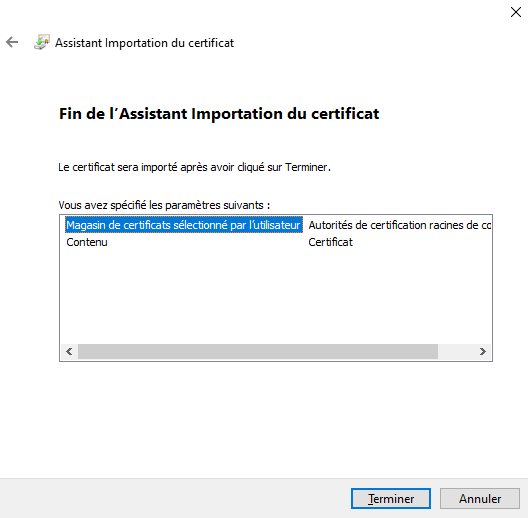 Assistant Importation du certificat
Fin de l'Assistant Importation du certificat
Le certificat sera importé après avoir cliqué sur Terminer.
Vous avez spécifié les paramètres suivants :
Magasin de certificats sélectionné par l'utilisateur Autorités de certification racines de
Contenu Certificat
Terminer Annuler